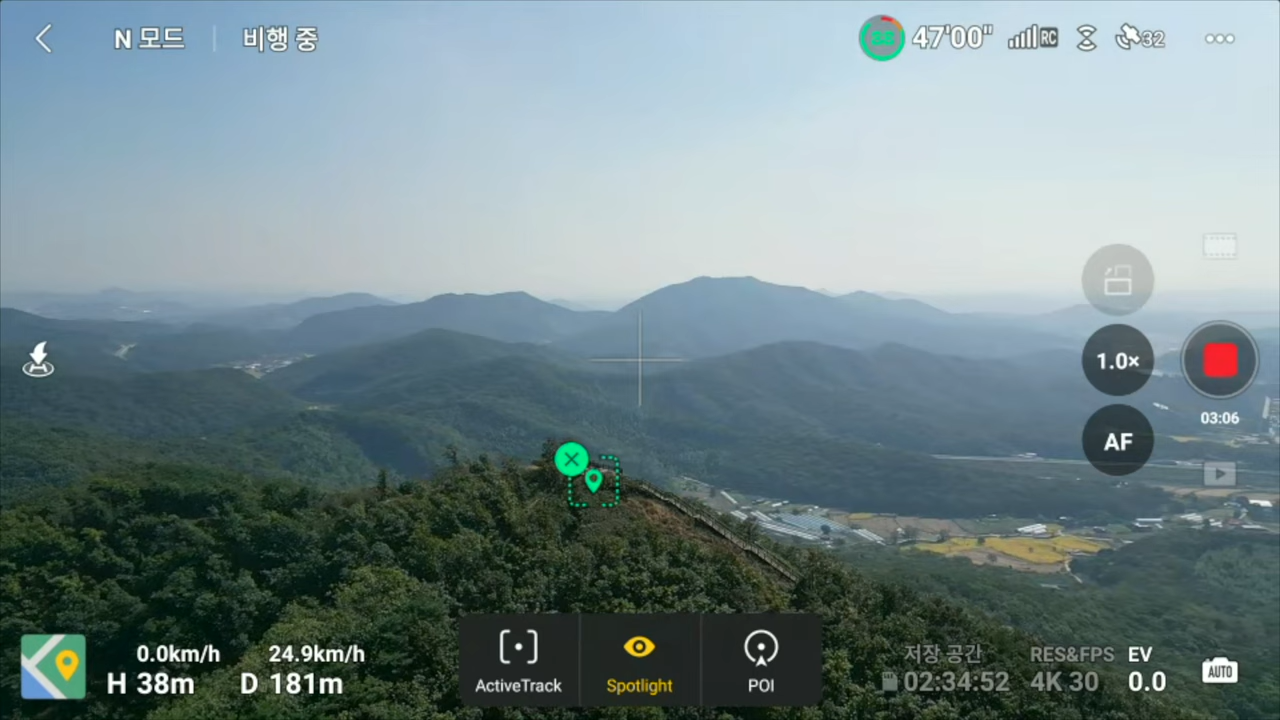 N 모드 | 비행 중
38 47'00" RC 32
1.0×
03:06
AF
0.0km/h 24.9km/h
H 38m D 181m
ActiveTrack Spotlight POI
저장 공간 RES&FPS EV
02:34:52 4K 30 0.0
AUTO